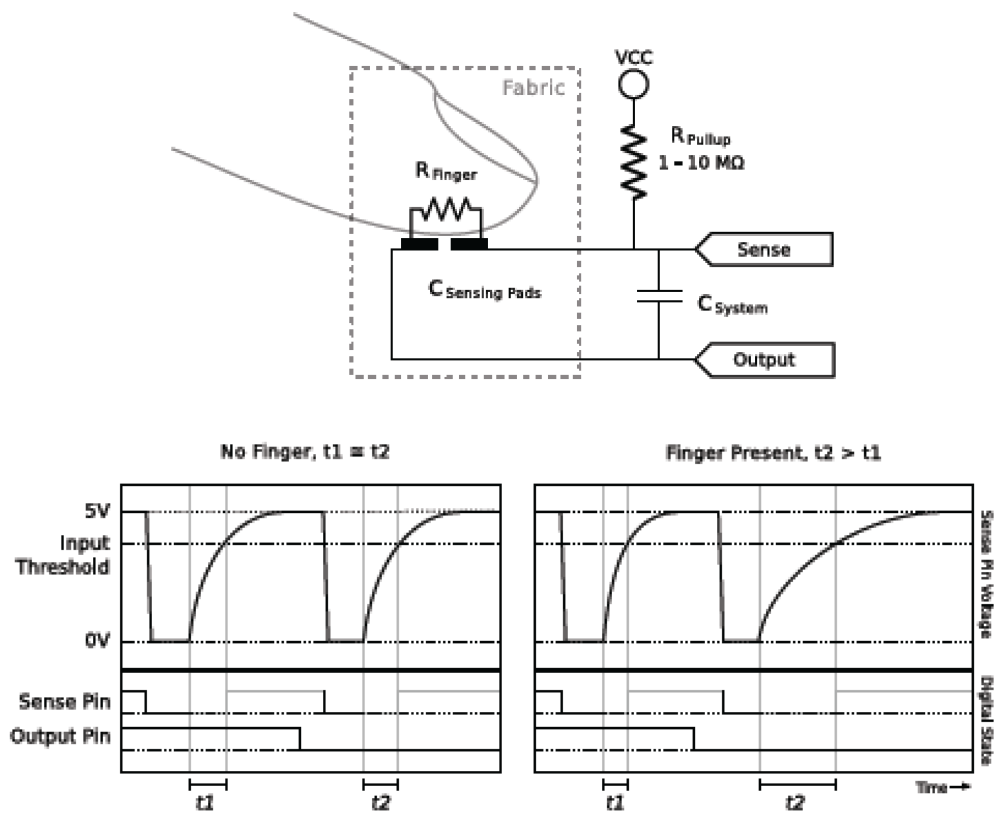 VCC
Fabric
R Pullup
1 – 10 MΩ
R Finger
Sense
C Sensing Pads
C System
Output
No Finger, t1 ≅ t2
Finger Present, t2 > t1
5V
Input
Threshold
0V
Sense Pin Voltage
Sense Pin
Output Pin
Digital State
t1
t2
t1
t2
Time